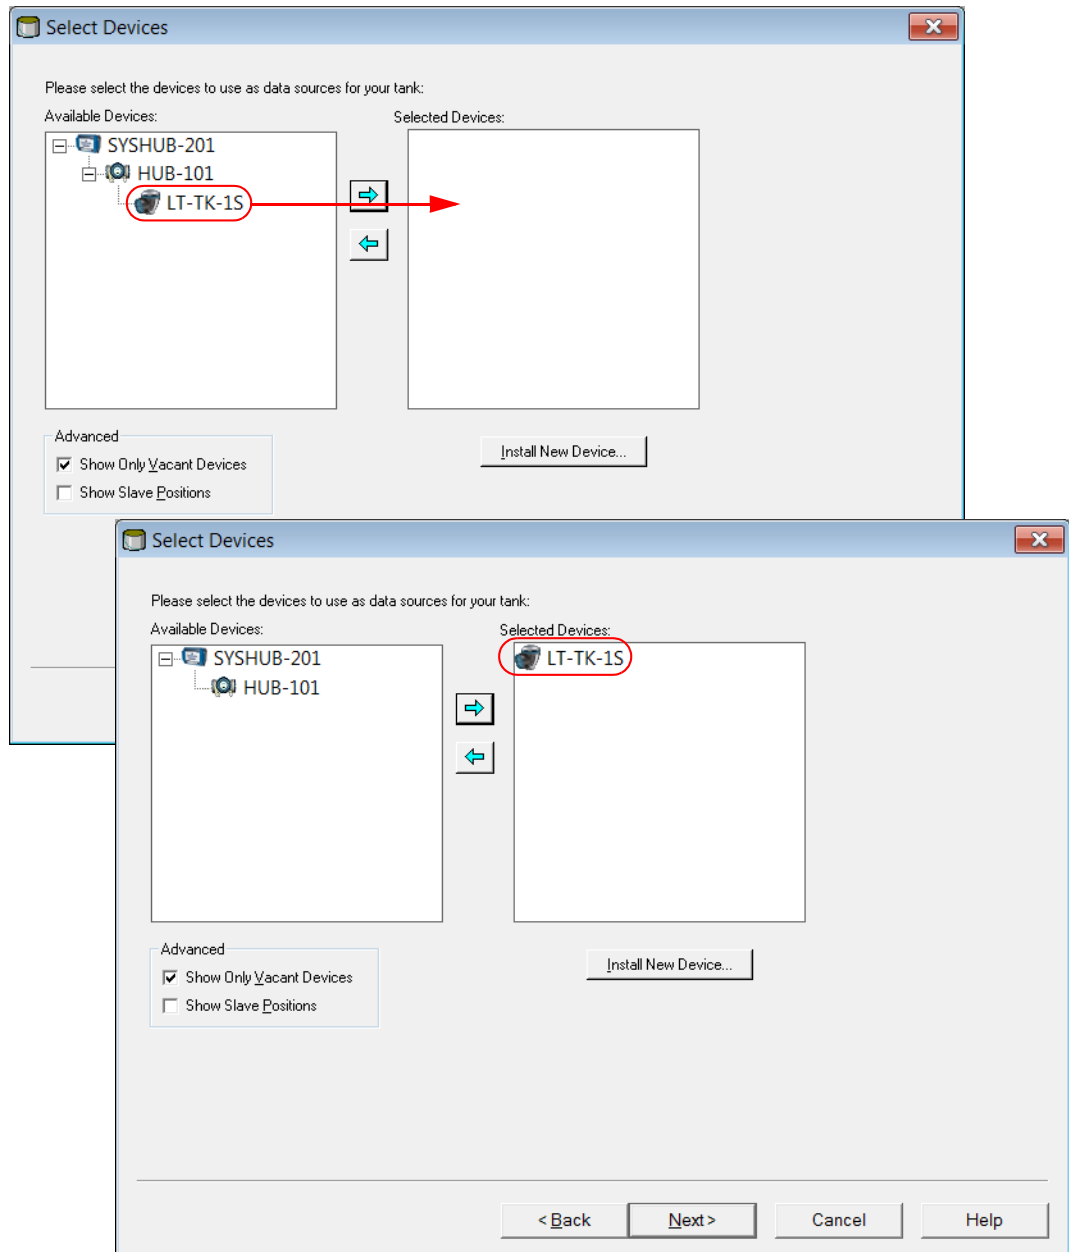 Select Devices
Please select the devices to use as data sources for your tank:
Available Devices:
Selected Devices:
SYSHUB-201
HUB-101
LT-TK-1S
Advanced
Show Only Vacant Devices
Show Slave Positions
Install New Device...
Select Devices
Please select the devices to use as data sources for your tank:
Available Devices:
Selected Devices:
SYSHUB-201
HUB-101
LT-TK-1S
Advanced
Show Only Vacant Devices
Show Slave Positions
Install New Device...
< Back
Next >
Cancel
Help